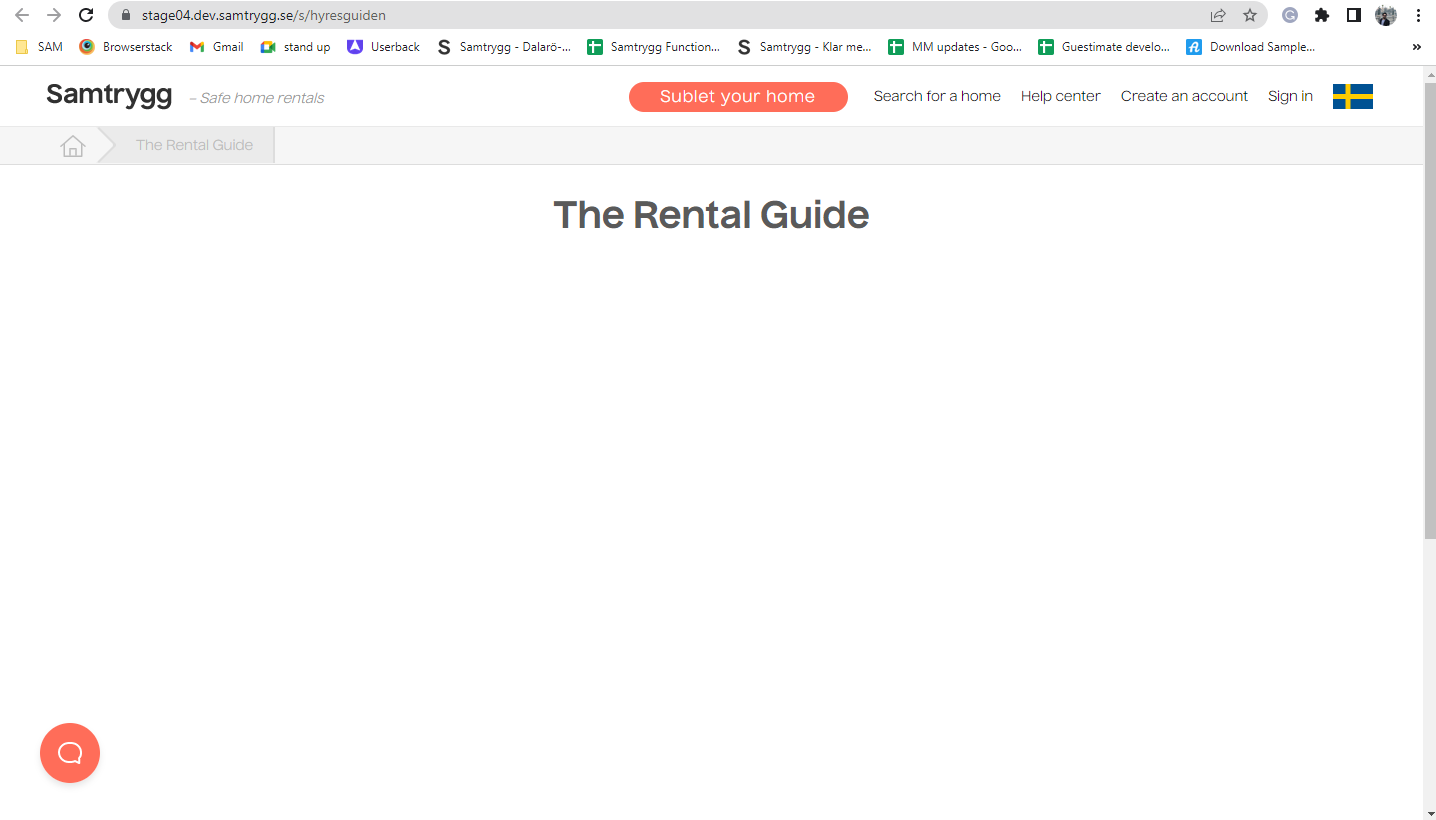 stage04.dev.samtrygg.se/s/hyresguiden
SAM Browserstack Gmail stand up Userback Samtrygg - Dalarö-... Samtrygg Function... Samtrygg - Klar me... MM updates - Goo... Guestimate develo... Download Sample... »
Samtrygg – Safe home rentals Sublet your home Search for a home Help center Create an account Sign in
The Rental Guide
The Rental Guide